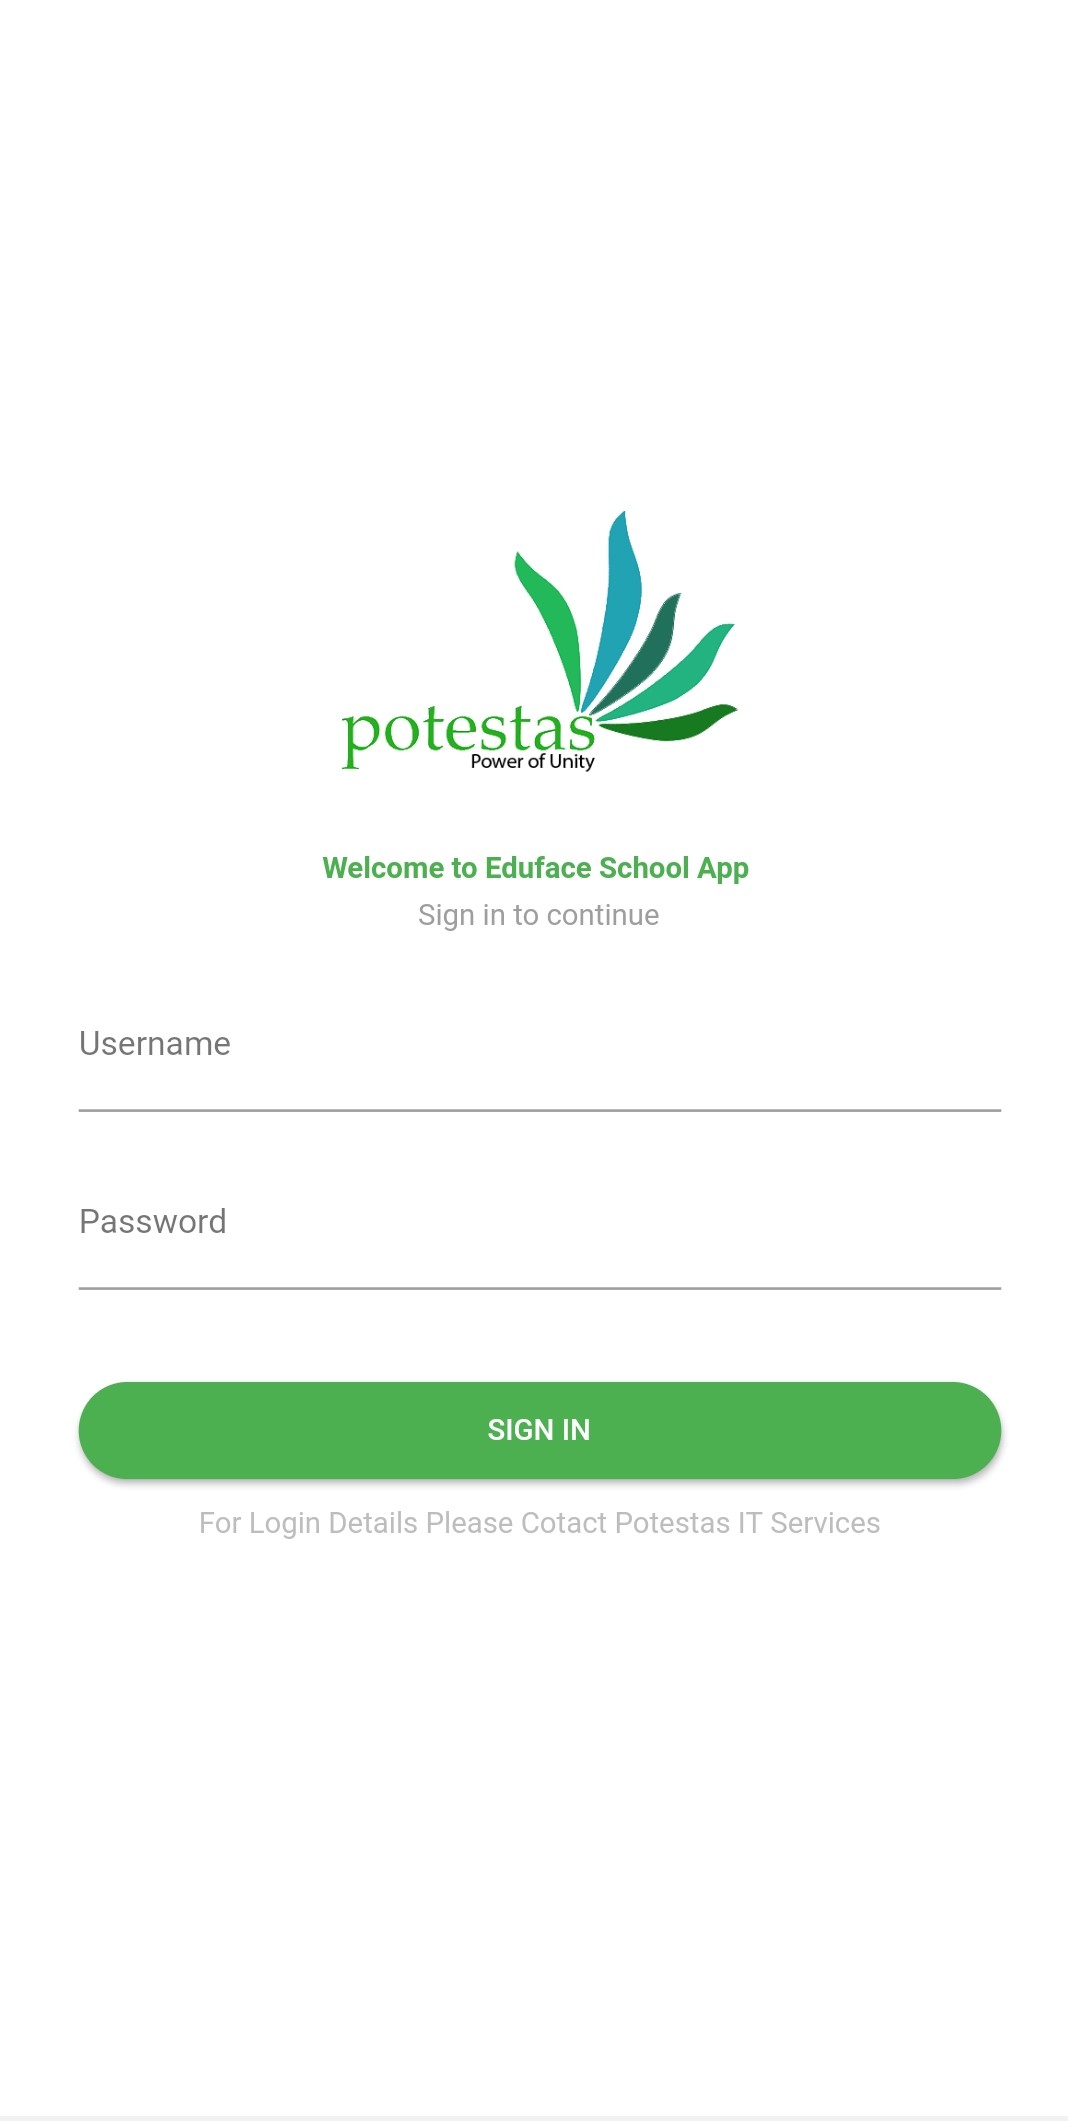 potestas
Power of Unity
Welcome to Eduface School App
Sign in to continue
Username
Password
SIGN IN
For Login Details Please Cotact Potestas IT Services